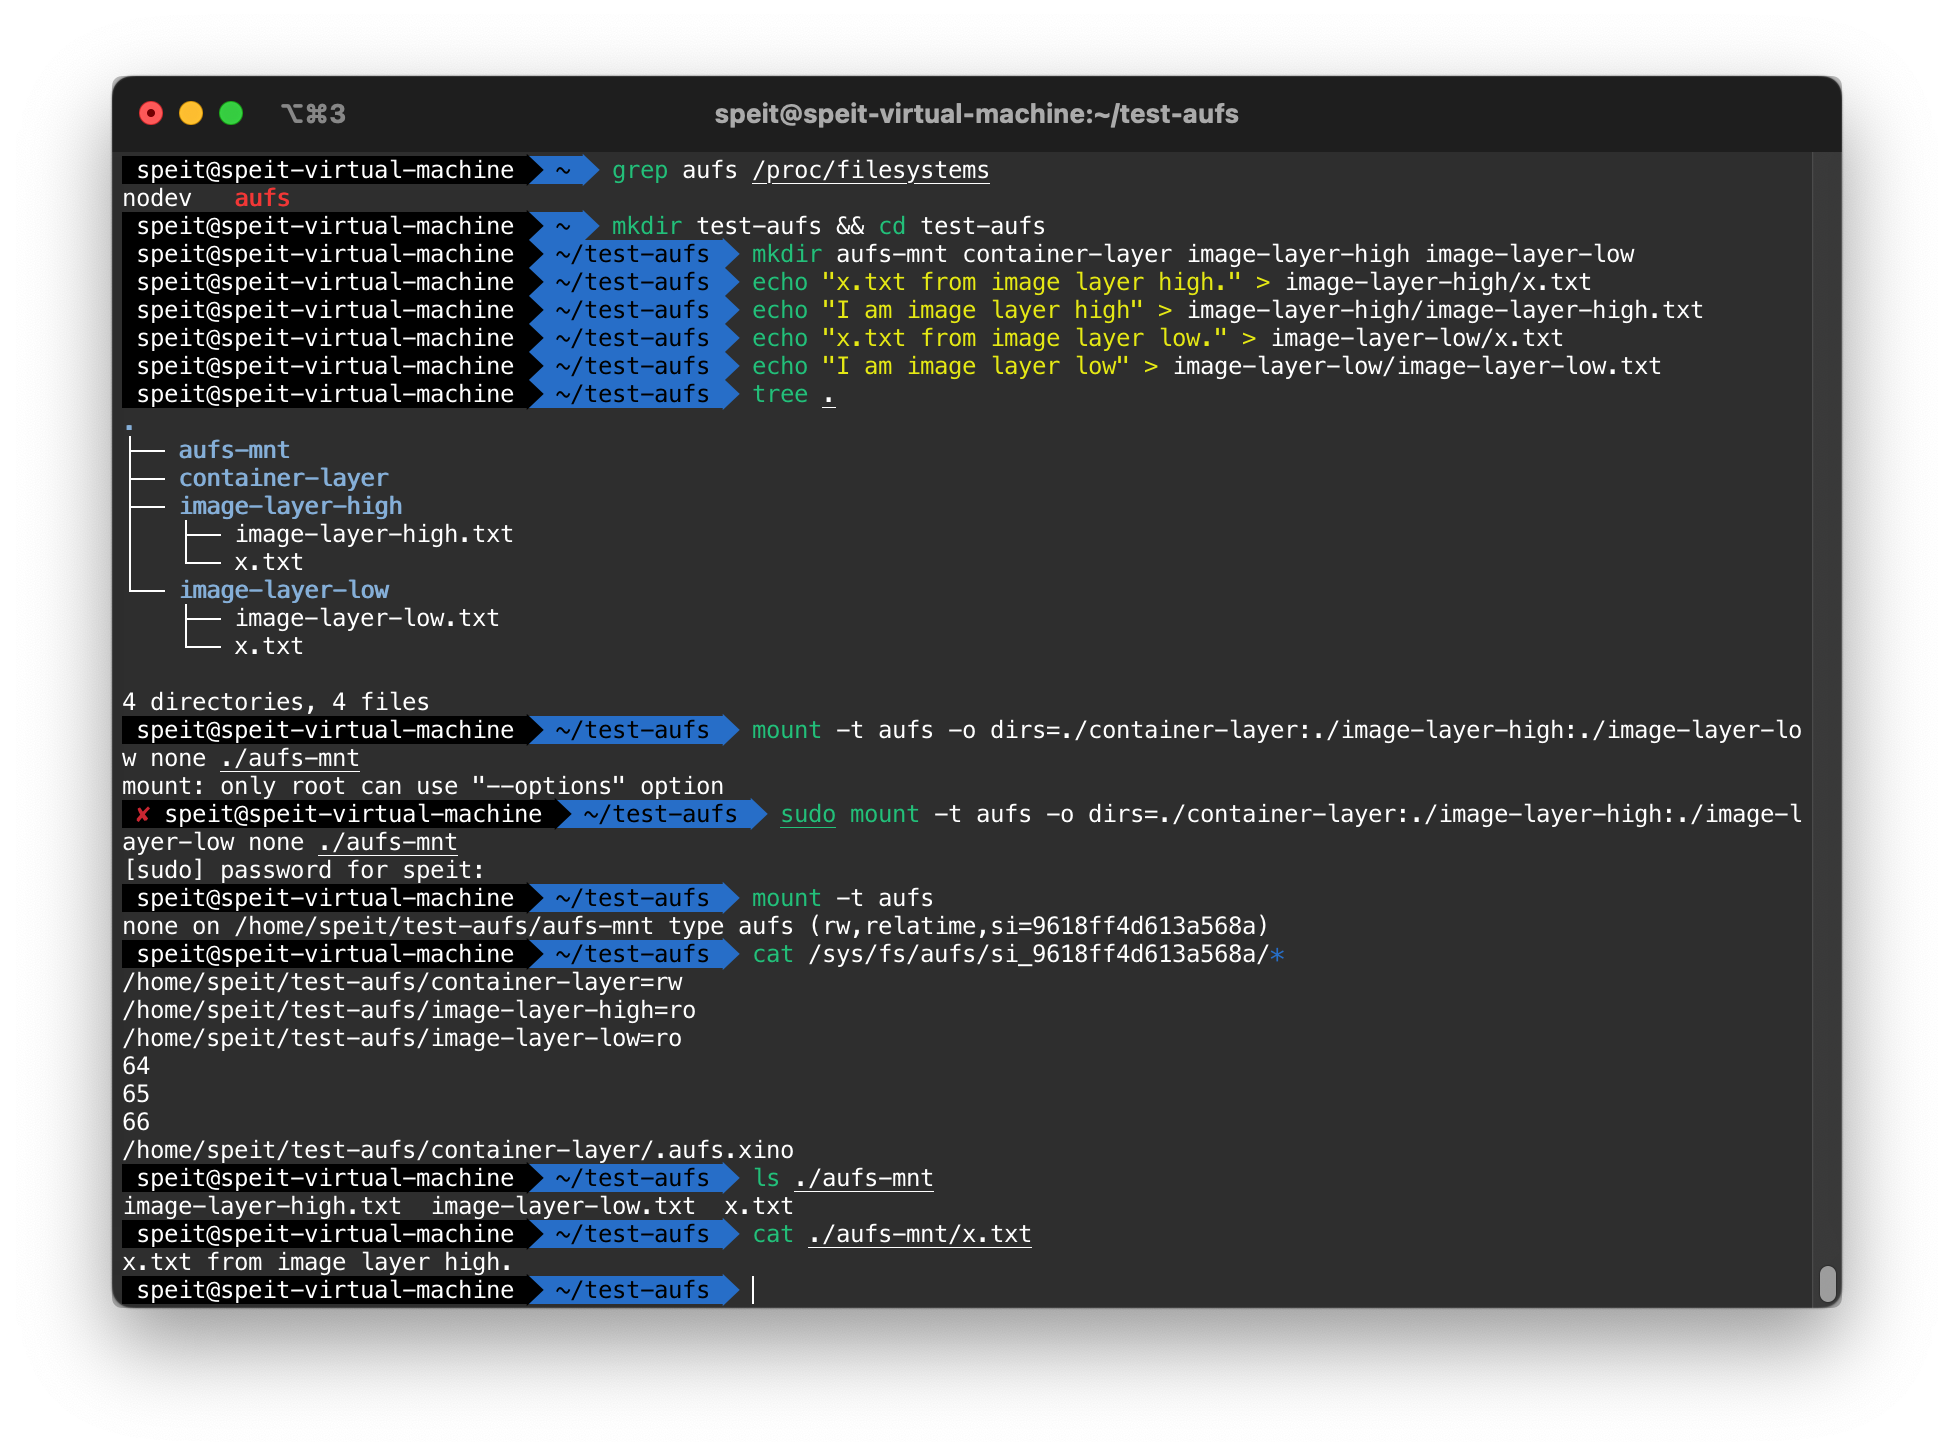 ⌥⌘3 speit@speit-virtual-machine:~/test-aufs
speit@speit-virtual-machine ~ grep aufs /proc/filesystems
nodev   aufs
speit@speit-virtual-machine ~ mkdir test-aufs && cd test-aufs
speit@speit-virtual-machine ~/test-aufs mkdir aufs-mnt container-layer image-layer-high image-layer-low
speit@speit-virtual-machine ~/test-aufs echo "x.txt from image layer high." > image-layer-high/x.txt
speit@speit-virtual-machine ~/test-aufs echo "I am image layer high" > image-layer-high/image-layer-high.txt
speit@speit-virtual-machine ~/test-aufs echo "x.txt from image layer low." > image-layer-low/x.txt
speit@speit-virtual-machine ~/test-aufs echo "I am image layer low" > image-layer-low/image-layer-low.txt
speit@speit-virtual-machine ~/test-aufs tree .
.
├── aufs-mnt
├── container-layer
├── image-layer-high
│   ├── image-layer-high.txt
│   └── x.txt
└── image-layer-low
    ├── image-layer-low.txt
    └── x.txt
4 directories, 4 files
speit@speit-virtual-machine ~/test-aufs mount -t aufs -o dirs=./container-layer:./image-layer-high:./image-layer-lo
w none ./aufs-mnt
mount: only root can use "--options" option
✘ speit@speit-virtual-machine ~/test-aufs sudo mount -t aufs -o dirs=./container-layer:./image-layer-high:./image-l
ayer-low none ./aufs-mnt
[sudo] password for speit:
speit@speit-virtual-machine ~/test-aufs mount -t aufs
none on /home/speit/test-aufs/aufs-mnt type aufs (rw,relatime,si=9618ff4d613a568a)
speit@speit-virtual-machine ~/test-aufs cat /sys/fs/aufs/si_9618ff4d613a568a/*
/home/speit/test-aufs/container-layer=rw
/home/speit/test-aufs/image-layer-high=ro
/home/speit/test-aufs/image-layer-low=ro
64
65
66
/home/speit/test-aufs/container-layer/.aufs.xino
speit@speit-virtual-machine ~/test-aufs ls ./aufs-mnt
image-layer-high.txt  image-layer-low.txt  x.txt
speit@speit-virtual-machine ~/test-aufs cat ./aufs-mnt/x.txt
x.txt from image layer high.
speit@speit-virtual-machine ~/test-aufs